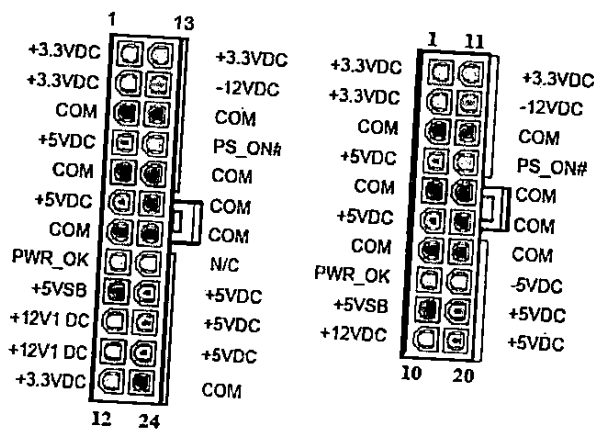 1 13
+3.3VDC +3.3VDC
+3.3VDC -12VDC
COM COM
+5VDC PS_ON#
COM COM
+5VDC COM
COM COM
PWR_OK N/C
+5VSB +5VDC
+12V1 DC +5VDC
+12V1 DC +5VDC
+3.3VDC COM
12 24
1 11
+3.3VDC +3.3VDC
+3.3VDC -12VDC
COM COM
+5VDC PS_ON#
COM COM
+5VDC COM
COM COM
PWR_OK -5VDC
+5VSB +5VDC
+12VDC +5VDC
10 20